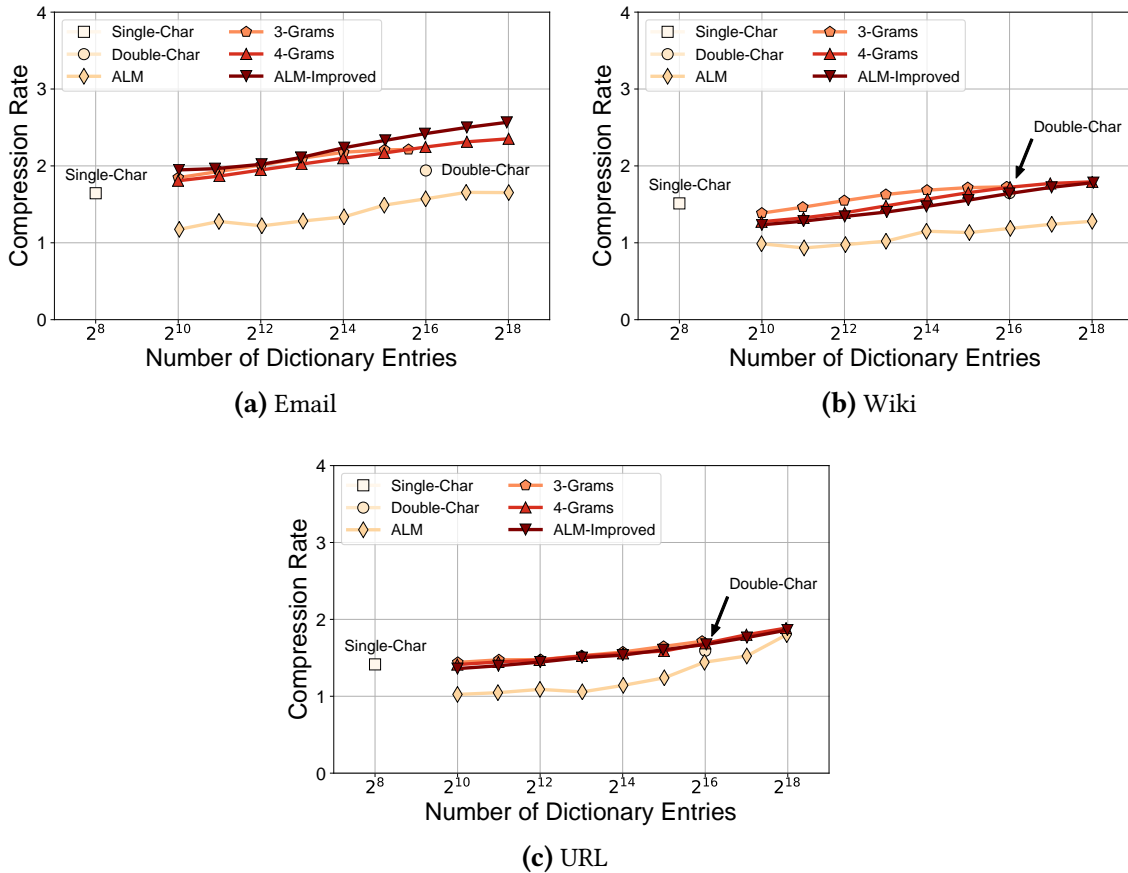 4
3
2
1
0
Compression Rate
Single-Char
Double-Char
ALM
3-Grams
4-Grams
ALM-Improved
Single-Char
Double-Char
2^8
2^10
2^12
2^14
2^16
2^18
Number of Dictionary Entries
(a) Email
4
3
2
1
0
Compression Rate
Single-Char
Double-Char
ALM
3-Grams
4-Grams
ALM-Improved
Double-Char
Single-Char
2^8
2^10
2^12
2^14
2^16
2^18
Number of Dictionary Entries
(b) Wiki
4
3
2
1
0
Compression Rate
Single-Char
Double-Char
ALM
3-Grams
4-Grams
ALM-Improved
Double-Char
Single-Char
2^8
2^10
2^12
2^14
2^16
2^18
Number of Dictionary Entries
(c) URL